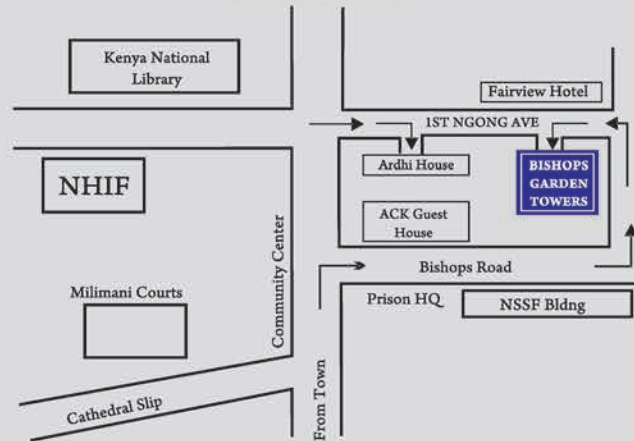 Kenya National
Library
Fairview Hotel
1ST NGONG AVE
Ardhi House
BISHOPS
GARDEN
TOWERS
NHIF
ACK Guest
House
Community Center
Bishops Road
Milimani Courts
Prison HQ
NSSF Bldng
From Town
Cathedral Slip